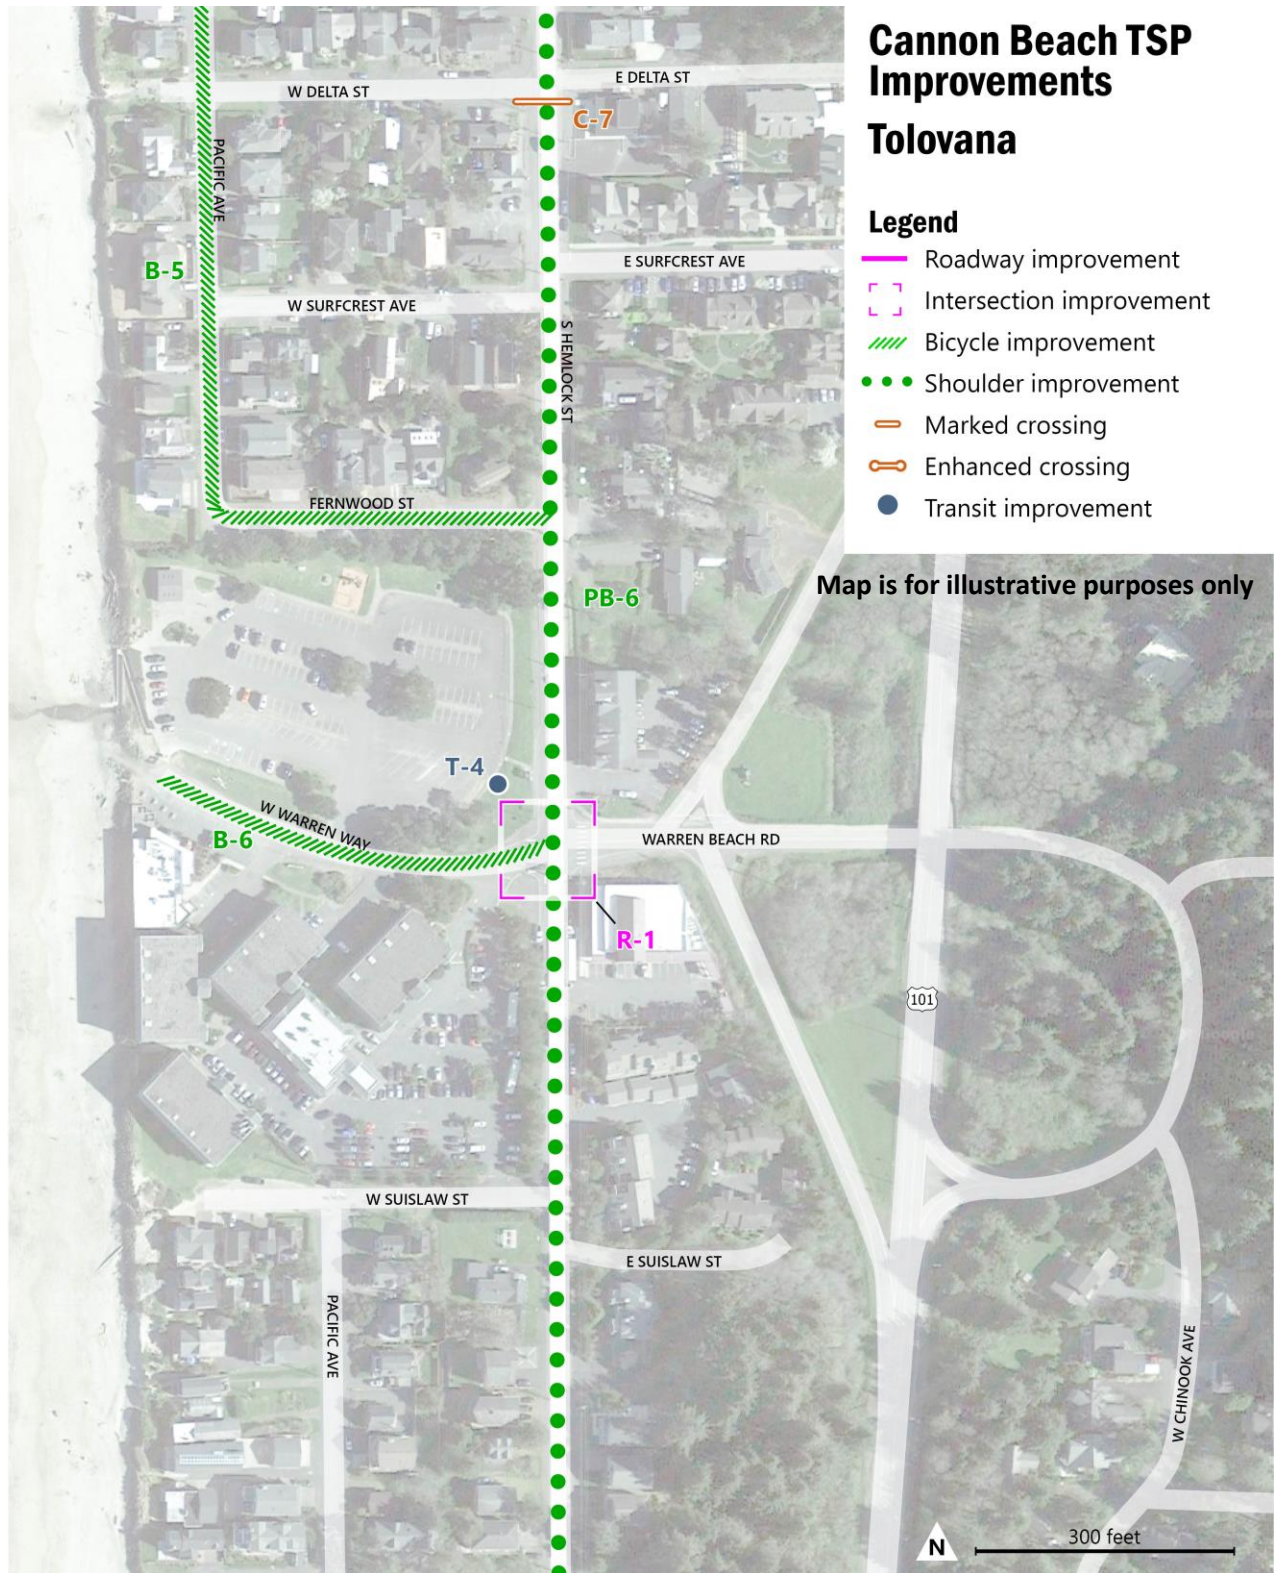 Cannon Beach TSP
Improvements
Tolovana
Legend
Roadway improvement
Intersection improvement
Bicycle improvement
Shoulder improvement
Marked crossing
Enhanced crossing
Transit improvement
Map is for illustrative purposes only
E DELTA ST
W DELTA ST
C-7
PACIFIC AVE
B-5
E SURFCREST AVE
W SURFCREST AVE
S HEMLOCK ST
FERNWOOD ST
PB-6
T-4
W WARREN WAY
B-6
WARREN BEACH RD
R-1
101
W SUISLAW ST
E SUISLAW ST
PACIFIC AVE
W CHINOOK AVE
N
300 feet